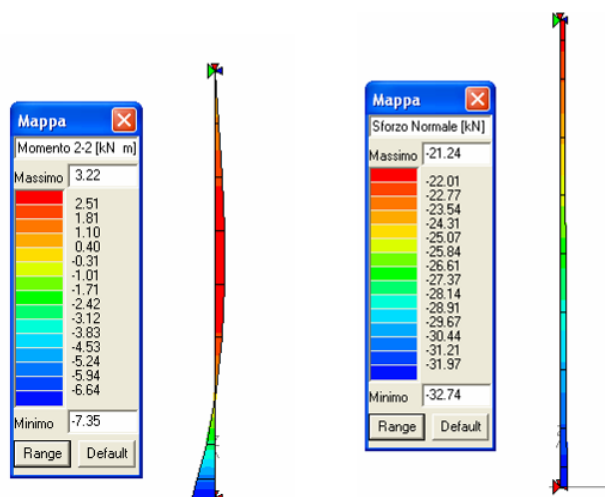 Mappa
Momento 2-2 [kN m]
Massimo 3.22
2.51
1.81
1.10
0.40
-0.31
-1.01
-1.71
-2.42
-3.12
-3.83
-4.53
-5.24
-5.94
-6.64
Minimo -7.35
Range Default
Mappa
Sforzo Normale [kN]
Massimo -21.24
-22.01
-22.77
-23.54
-24.31
-25.07
-25.84
-26.61
-27.37
-28.14
-28.91
-29.67
-30.44
-31.21
-31.97
Minimo -32.74
Range Default